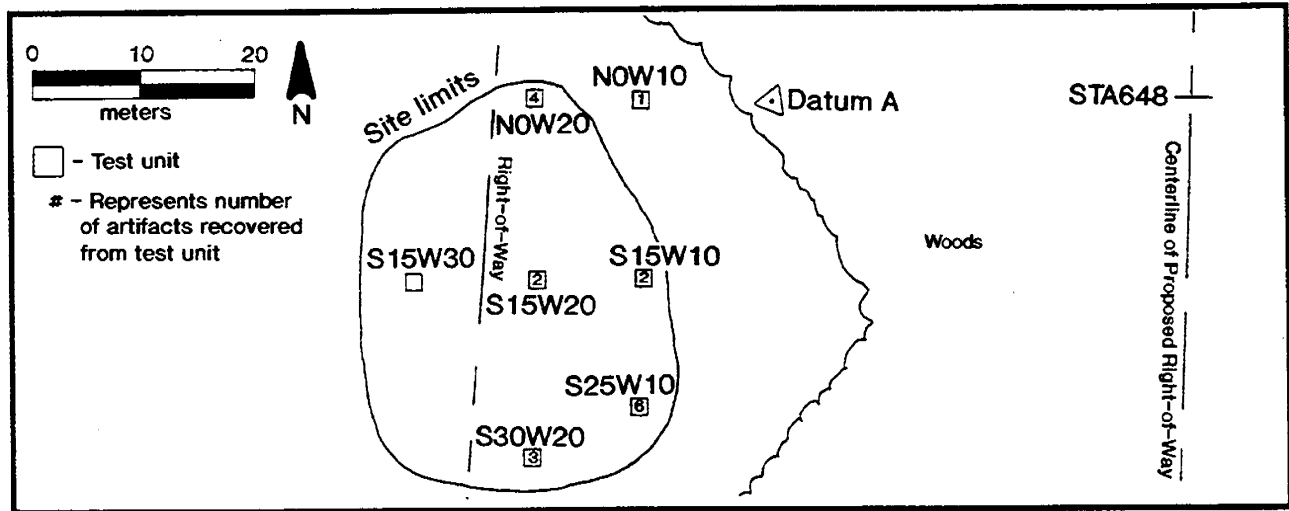 0 10 20
meters
N
- Test unit
# - Represents number
of artifacts recovered
from test unit
Site limits
4
N0W20
N0W10
1
Datum A
STA648
Right-of-Way
S15W30
2
S15W20
S15W10
2
Woods
Centerline of Proposed Right-of-Way
S25W10
6
S30W20
3